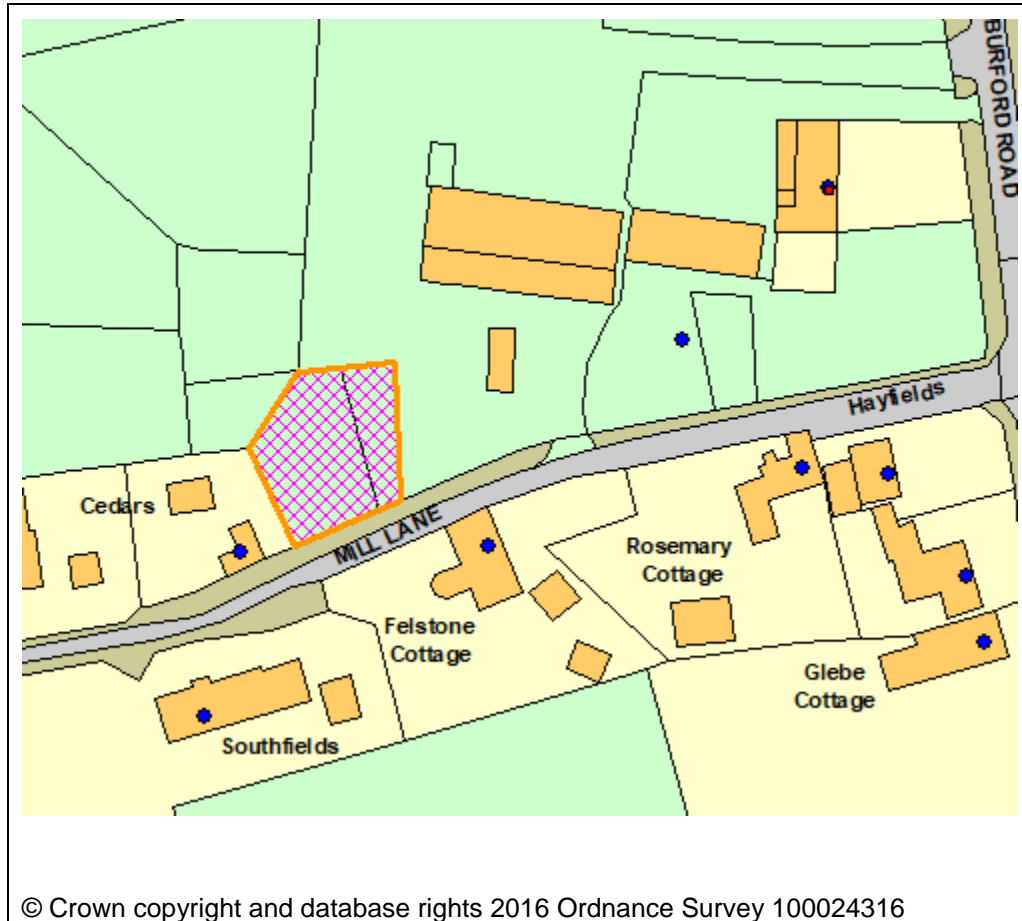 BURFORD ROAD
Hayfields
Cedars
MILL LANE
Rosemary
Cottage
Felstone
Cottage
Glebe
Cottage
Southfields
© Crown copyright and database rights 2016 Ordnance Survey 100024316